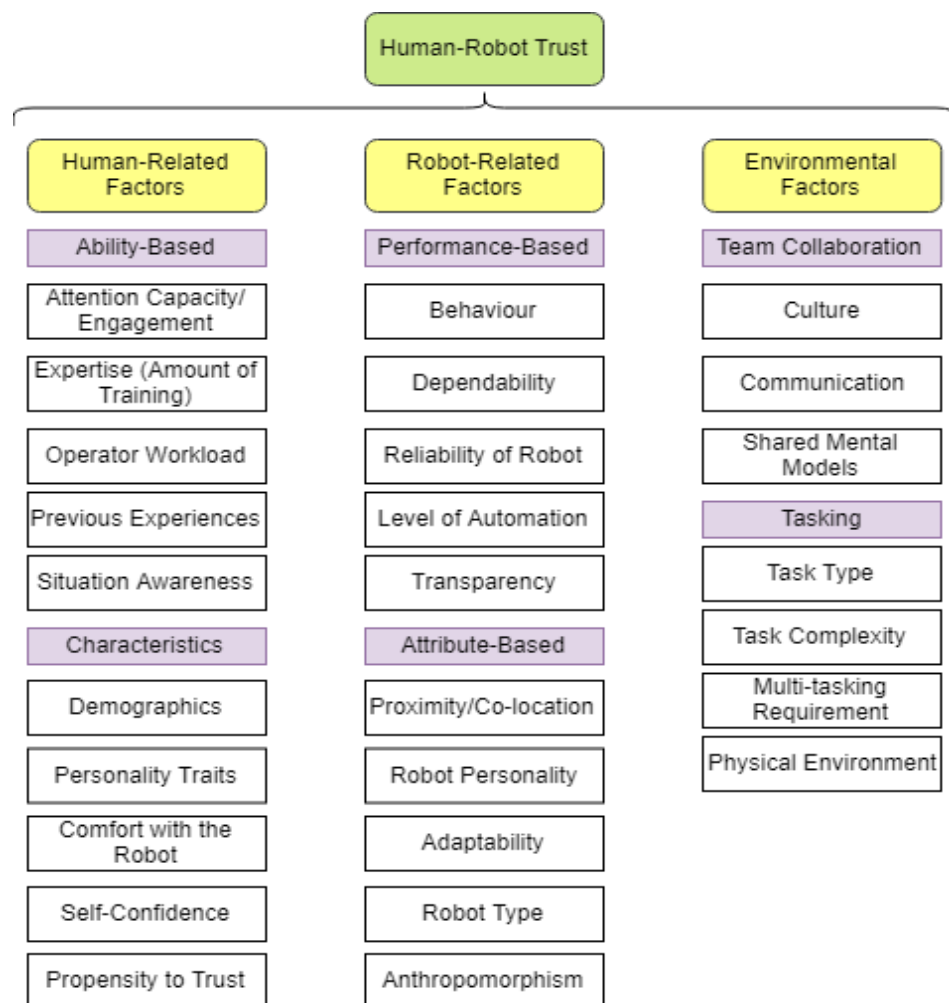 Human-Robot Trust
Human-Related
Factors
Ability-Based
Attention Capacity/
Engagement
Expertise (Amount of
Training)
Operator Workload
Previous Experiences
Situation Awareness
Characteristics
Demographics
Personality Traits
Comfort with the
Robot
Self-Confidence
Propensity to Trust
Robot-Related
Factors
Performance-Based
Behaviour
Dependability
Reliability of Robot
Level of Automation
Transparency
Attribute-Based
Proximity/Co-location
Robot Personality
Adaptability
Robot Type
Anthropomorphism
Environmental
Factors
Team Collaboration
Culture
Communication
Shared Mental
Models
Tasking
Task Type
Task Complexity
Multi-tasking
Requirement
Physical Environment